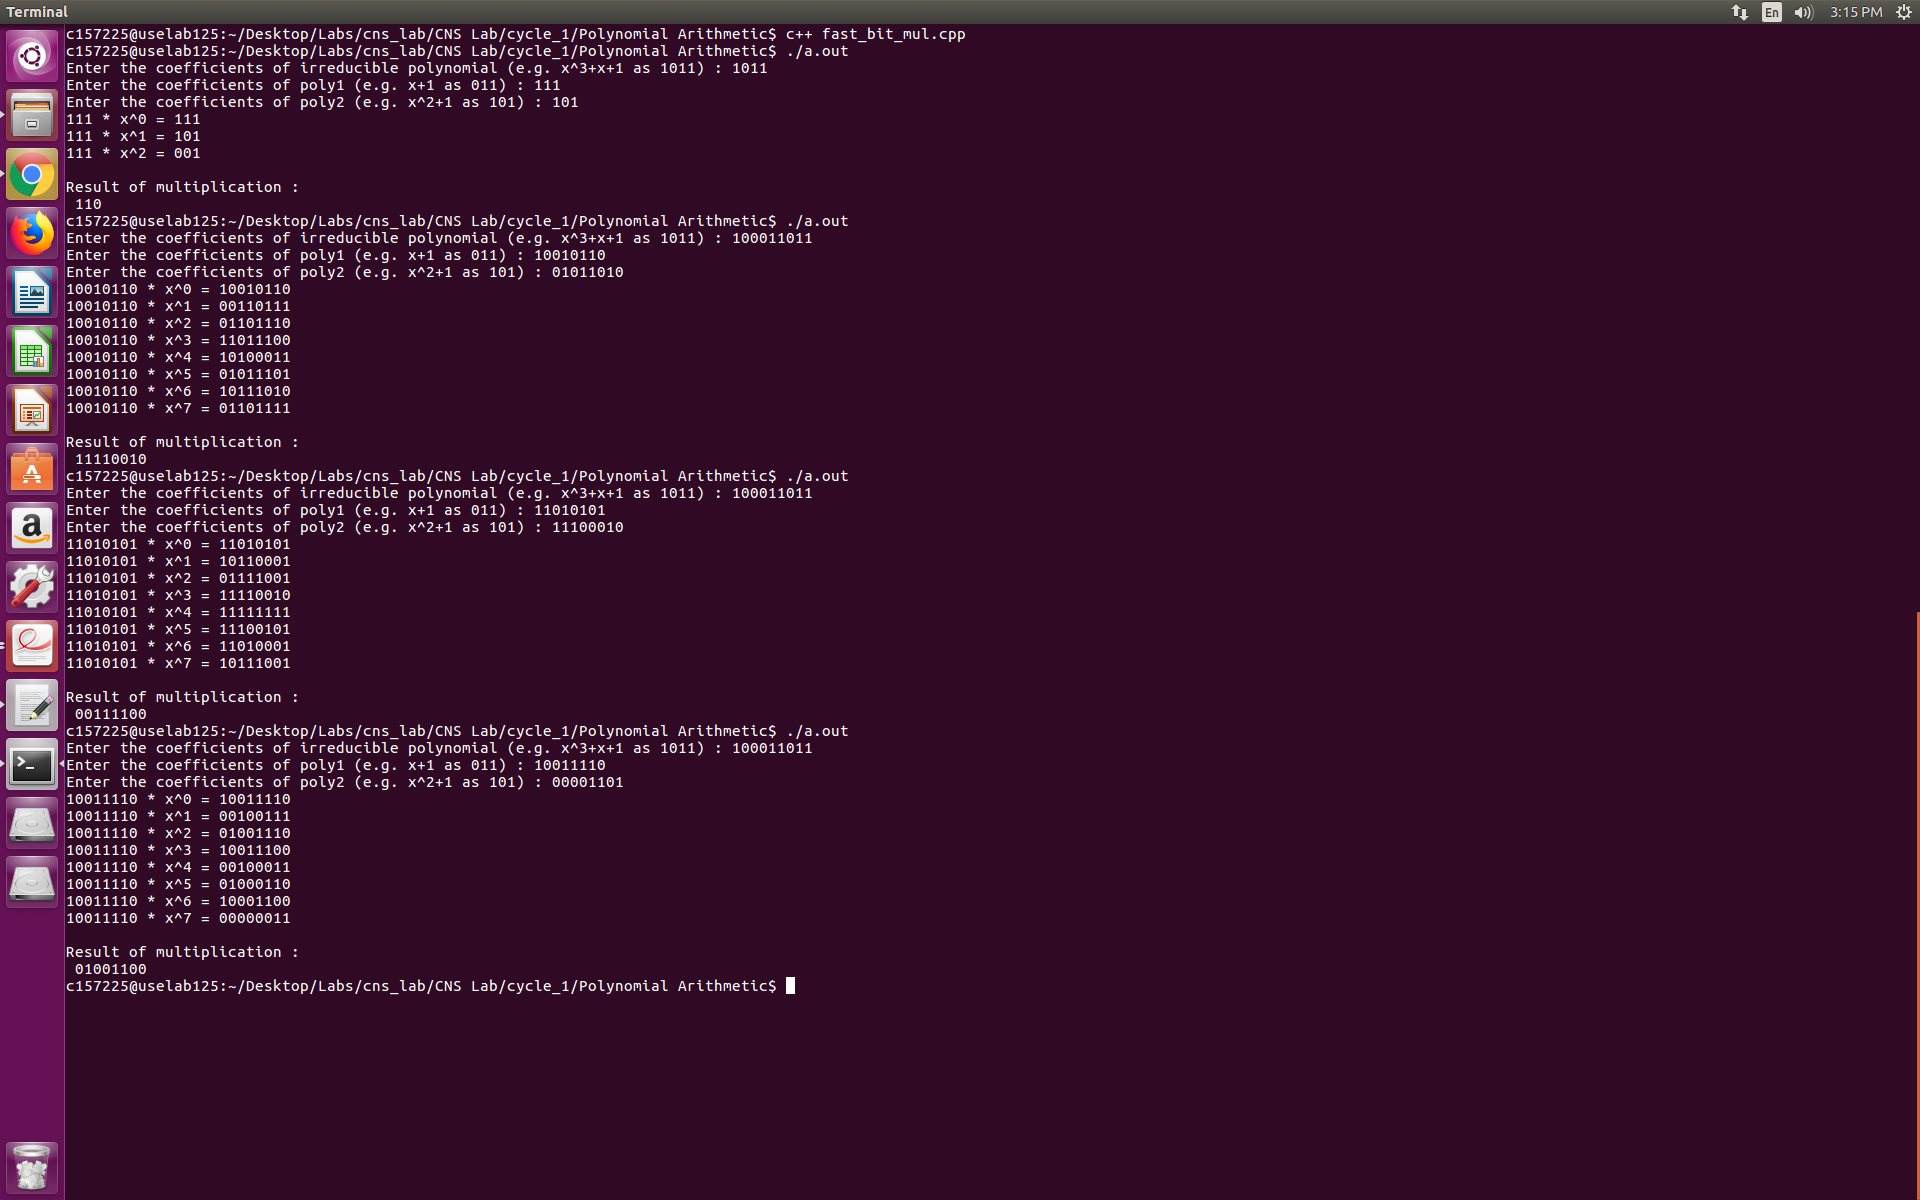 Terminal
En
3:15 PM
c157225@uselab125:~/Desktop/Labs/cns_lab/CNS Lab/cycle_1/Polynomial Arithmetic$ c++ fast_bit_mul.cpp
c157225@uselab125:~/Desktop/Labs/cns_lab/CNS Lab/cycle_1/Polynomial Arithmetic$ ./a.out
Enter the coefficients of irreducible polynomial (e.g. x^3+x+1 as 1011) : 1011
Enter the coefficients of poly1 (e.g. x+1 as 011) : 111
Enter the coefficients of poly2 (e.g. x^2+1 as 101) : 101
111 * x^0 = 111
111 * x^1 = 101
111 * x^2 = 001
Result of multiplication :
110
c157225@uselab125:~/Desktop/Labs/cns_lab/CNS Lab/cycle_1/Polynomial Arithmetic$ ./a.out
Enter the coefficients of irreducible polynomial (e.g. x^3+x+1 as 1011) : 100011011
Enter the coefficients of poly1 (e.g. x+1 as 011) : 10010110
Enter the coefficients of poly2 (e.g. x^2+1 as 101) : 01011010
10010110 * x^0 = 10010110
10010110 * x^1 = 00110111
10010110 * x^2 = 01101110
10010110 * x^3 = 11011100
10010110 * x^4 = 10100011
10010110 * x^5 = 01011101
10010110 * x^6 = 10111010
10010110 * x^7 = 01101111
Result of multiplication :
11110010
c157225@uselab125:~/Desktop/Labs/cns_lab/CNS Lab/cycle_1/Polynomial Arithmetic$ ./a.out
Enter the coefficients of irreducible polynomial (e.g. x^3+x+1 as 1011) : 100011011
Enter the coefficients of poly1 (e.g. x+1 as 011) : 11010101
Enter the coefficients of poly2 (e.g. x^2+1 as 101) : 11100010
11010101 * x^0 = 11010101
11010101 * x^1 = 10110001
11010101 * x^2 = 01111001
11010101 * x^3 = 11110010
11010101 * x^4 = 11111111
11010101 * x^5 = 11100101
11010101 * x^6 = 11010001
11010101 * x^7 = 10111001
Result of multiplication :
00111100
c157225@uselab125:~/Desktop/Labs/cns_lab/CNS Lab/cycle_1/Polynomial Arithmetic$ ./a.out
Enter the coefficients of irreducible polynomial (e.g. x^3+x+1 as 1011) : 100011011
Enter the coefficients of poly1 (e.g. x+1 as 011) : 10011110
Enter the coefficients of poly2 (e.g. x^2+1 as 101) : 00001101
10011110 * x^0 = 10011110
10011110 * x^1 = 00100111
10011110 * x^2 = 01001110
10011110 * x^3 = 10011100
10011110 * x^4 = 00100011
10011110 * x^5 = 01000110
10011110 * x^6 = 10001100
10011110 * x^7 = 00000011
Result of multiplication :
01001100
c157225@uselab125:~/Desktop/Labs/cns_lab/CNS Lab/cycle_1/Polynomial Arithmetic$